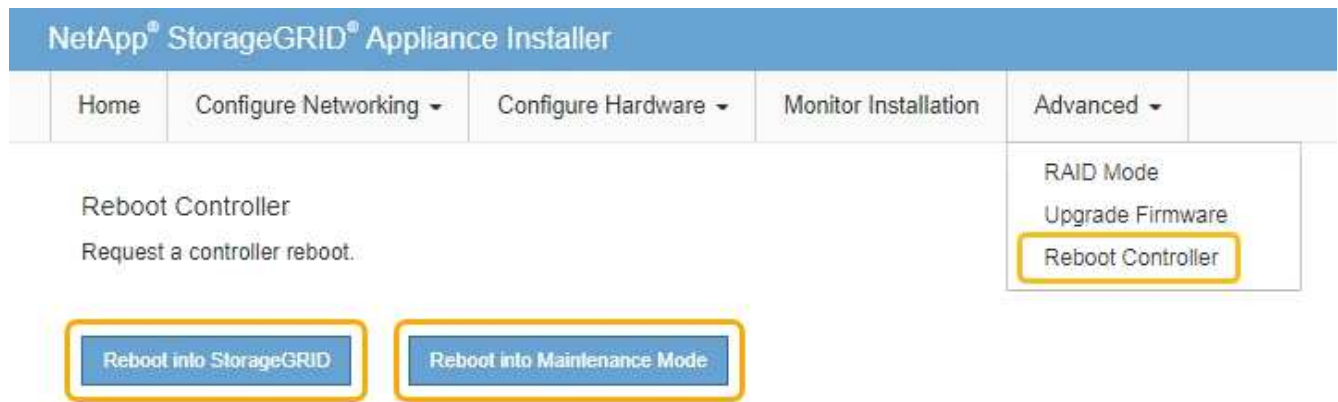 NetApp® StorageGRID® Appliance Installer
Home Configure Networking Configure Hardware Monitor Installation Advanced
RAID Mode
Upgrade Firmware
Reboot Controller
Reboot Controller
Request a controller reboot.
Reboot into StorageGRID Reboot into Maintenance Mode